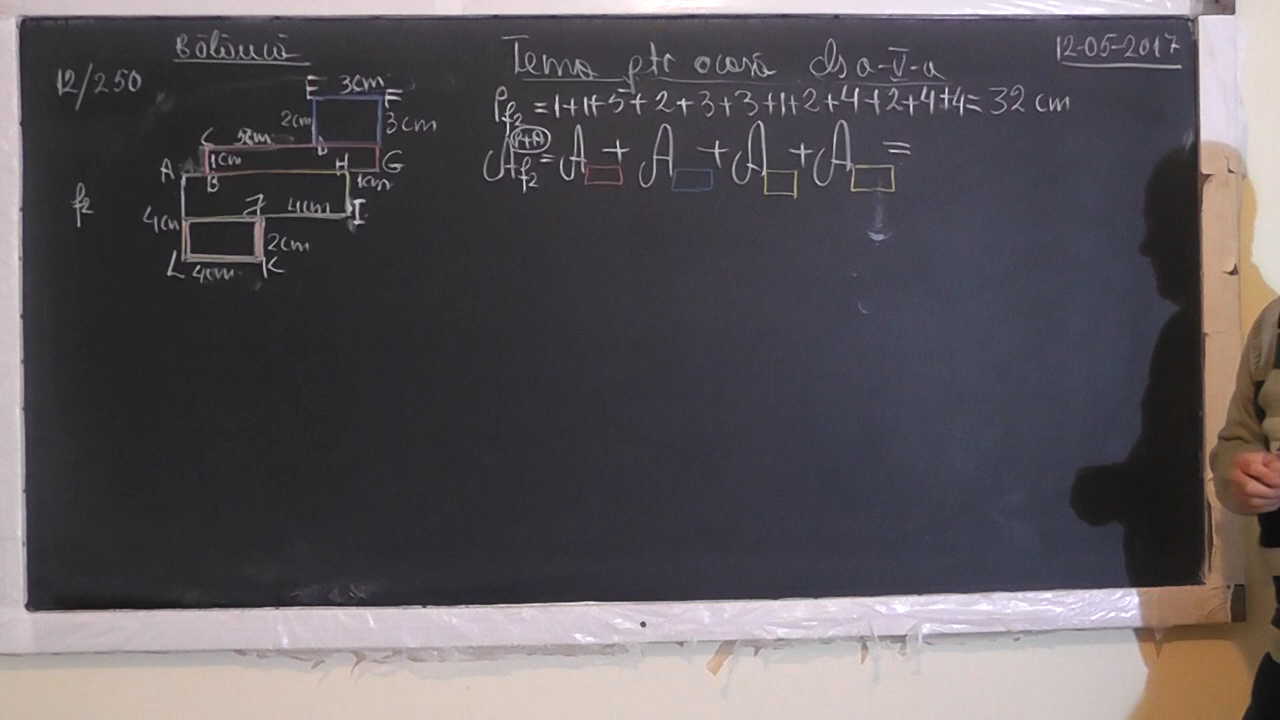 12-05-2017
Tema ptr acasă cls a-V-a
12/250
P f₂ = 1+1+5+2+3+3+1+2+4+2+4+4 = 32 cm
A f₂ = A + A + A + A =
E 3cm F
2cm 3cm
C 5cm D
1cm G
A B H 1cm
f₂
4cm J 4cm I
2cm
L 4cm K